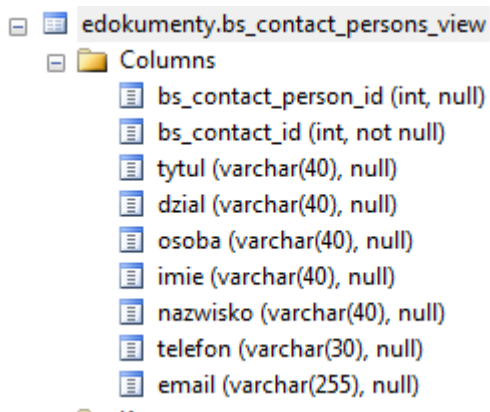 edokumenty.bs_contact_persons_view
Columns
bs_contact_person_id (int, null)
bs_contact_id (int, not null)
tytul (varchar(40), null)
dzial (varchar(40), null)
osoba (varchar(40), null)
imie (varchar(40), null)
nazwisko (varchar(40), null)
telefon (varchar(30), null)
email (varchar(255), null)